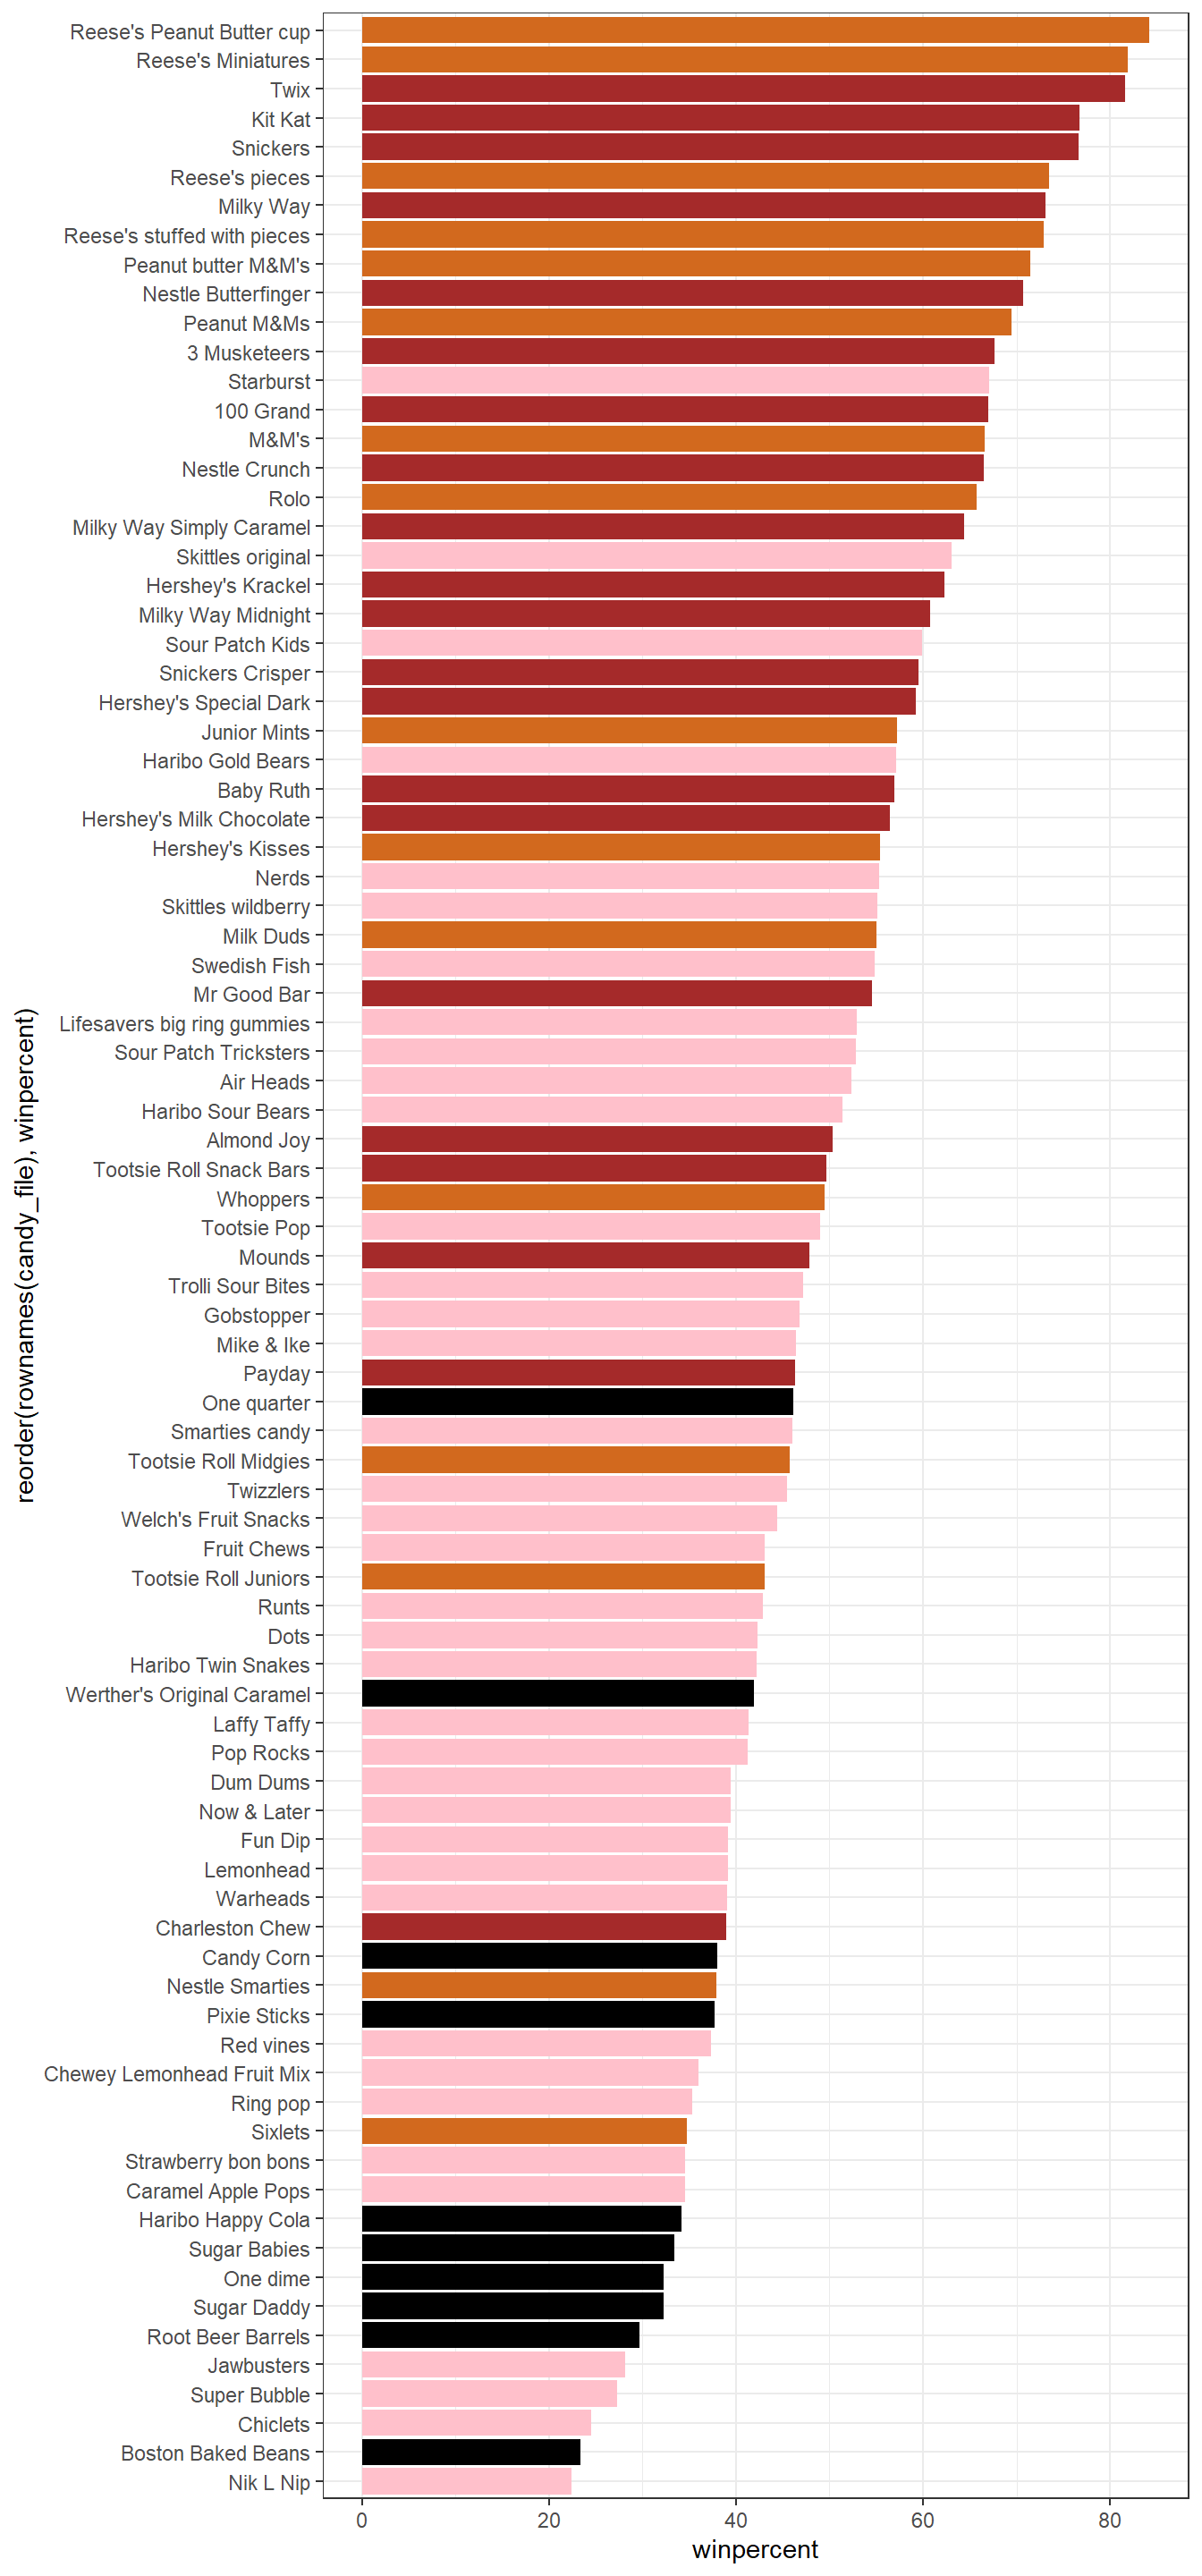 Reese's Peanut Butter cup
Reese's Miniatures
Twix
Kit Kat
Snickers
Reese's pieces
Milky Way
Reese's stuffed with pieces
Peanut butter M&M's
Nestle Butterfinger
Peanut M&Ms
3 Musketeers
Starburst
100 Grand
M&M's
Nestle Crunch
Rolo
Milky Way Simply Caramel
Skittles original
Hershey's Krackel
Milky Way Midnight
Sour Patch Kids
Snickers Crisper
Hershey's Special Dark
Junior Mints
Haribo Gold Bears
Baby Ruth
Hershey's Milk Chocolate
Hershey's Kisses
Nerds
Skittles wildberry
Milk Duds
Swedish Fish
Mr Good Bar
Lifesavers big ring gummies
Sour Patch Tricksters
Air Heads
Haribo Sour Bears
Almond Joy
Tootsie Roll Snack Bars
Whoppers
Tootsie Pop
Mounds
Trolli Sour Bites
Gobstopper
Mike & Ike
Payday
One quarter
Smarties candy
Tootsie Roll Midgies
Twizzlers
Welch's Fruit Snacks
Fruit Chews
Tootsie Roll Juniors
Runts
Dots
Haribo Twin Snakes
Werther's Original Caramel
Laffy Taffy
Pop Rocks
Dum Dums
Now & Later
Fun Dip
Lemonhead
Warheads
Charleston Chew
Candy Corn
Nestle Smarties
Pixie Sticks
Red vines
Chewey Lemonhead Fruit Mix
Ring pop
Sixlets
Strawberry bon bons
Caramel Apple Pops
Haribo Happy Cola
Sugar Babies
One dime
Sugar Daddy
Root Beer Barrels
Jawbusters
Super Bubble
Chiclets
Boston Baked Beans
Nik L Nip
reorder(rownames(candy_file), winpercent)
0 20 40 60 80
winpercent